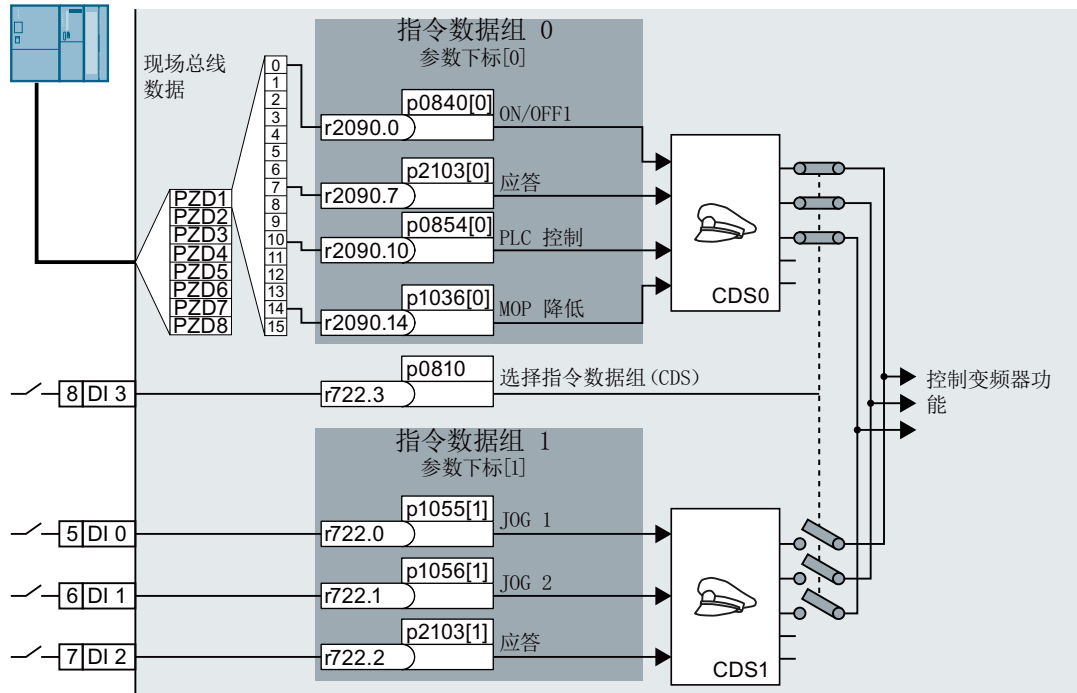 指令数据组 0
参数下标[0]
现场总线
数据
0
1
2
3
4
5
6
7
8
9
10
11
12
13
14
15
PZD1
PZD2
PZD3
PZD4
PZD5
PZD6
PZD7
PZD8
p0840[0]
ON/OFF1
r2090.0
p2103[0]
应答
r2090.7
p0854[0]
PLC 控制
r2090.10
p1036[0]
MOP 降低
r2090.14
CDS0
8 DI 3
p0810
选择指令数据组(CDS)
r722.3
控制变频器功
能
指令数据组 1
参数下标[1]
5 DI 0
p1055[1]
JOG 1
r722.0
6 DI 1
p1056[1]
JOG 2
r722.1
7 DI 2
p2103[1]
应答
r722.2
CDS1